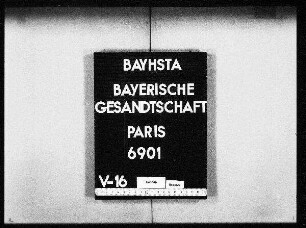 BAYHSTA
BAYERISCHE
GESANDTSCHAFT
PARIS
6901
V-16